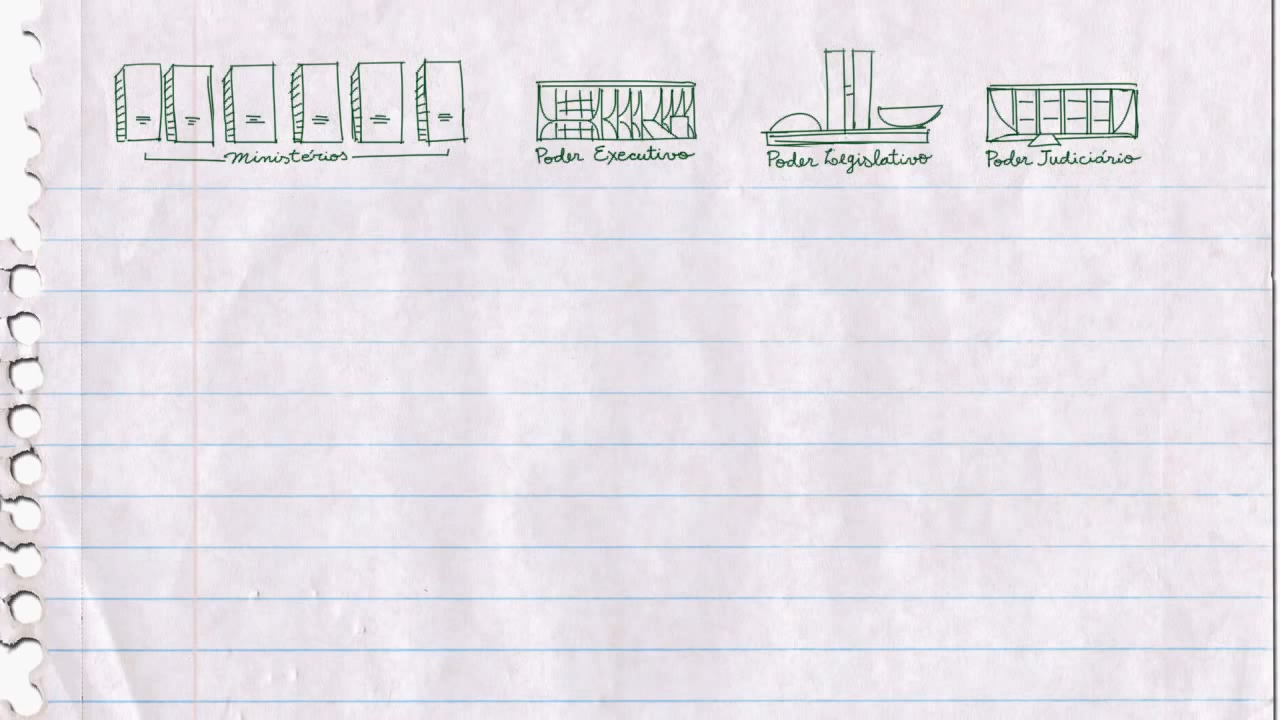 Ministérios
Poder Executivo
Poder Legislativo
Poder Judiciário